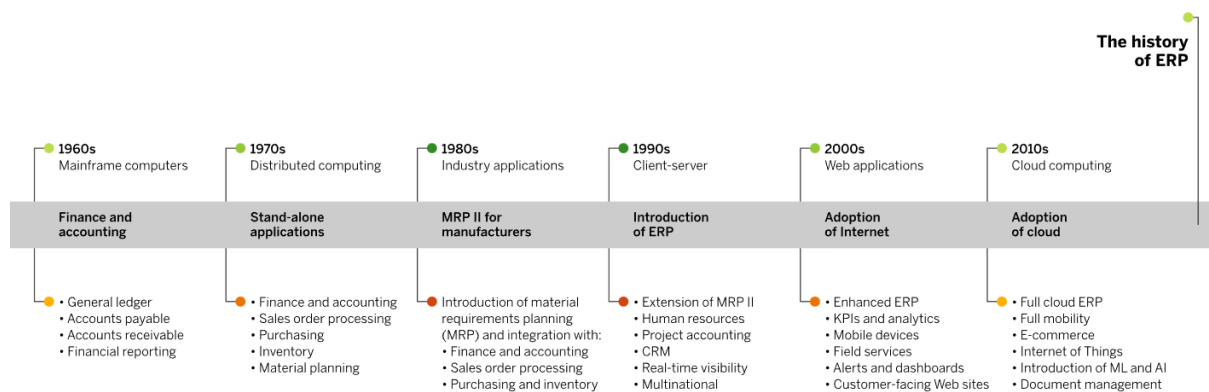 The history
of ERP
1960s
Mainframe computers
Finance and
accounting
• General ledger
• Accounts payable
• Accounts receivable
• Financial reporting
1970s
Distributed computing
Stand-alone
applications
• Finance and accounting
• Sales order processing
• Purchasing
• Inventory
• Material planning
1980s
Industry applications
MRP II for
manufacturers
Introduction of material
requirements planning
(MRP) and integration with:
• Finance and accounting
• Sales order processing
• Purchasing and inventory
1990s
Client-server
Introduction
of ERP
• Extension of MRP II
• Human resources
• Project accounting
• CRM
• Real-time visibility
• Multinational
2000s
Web applications
Adoption
of Internet
• Enhanced ERP
• KPIs and analytics
• Mobile devices
• Field services
• Alerts and dashboards
• Customer-facing Web sites
2010s
Cloud computing
Adoption
of cloud
• Full cloud ERP
• Full mobility
• E-commerce
• Internet of Things
• Introduction of ML and AI
• Document management